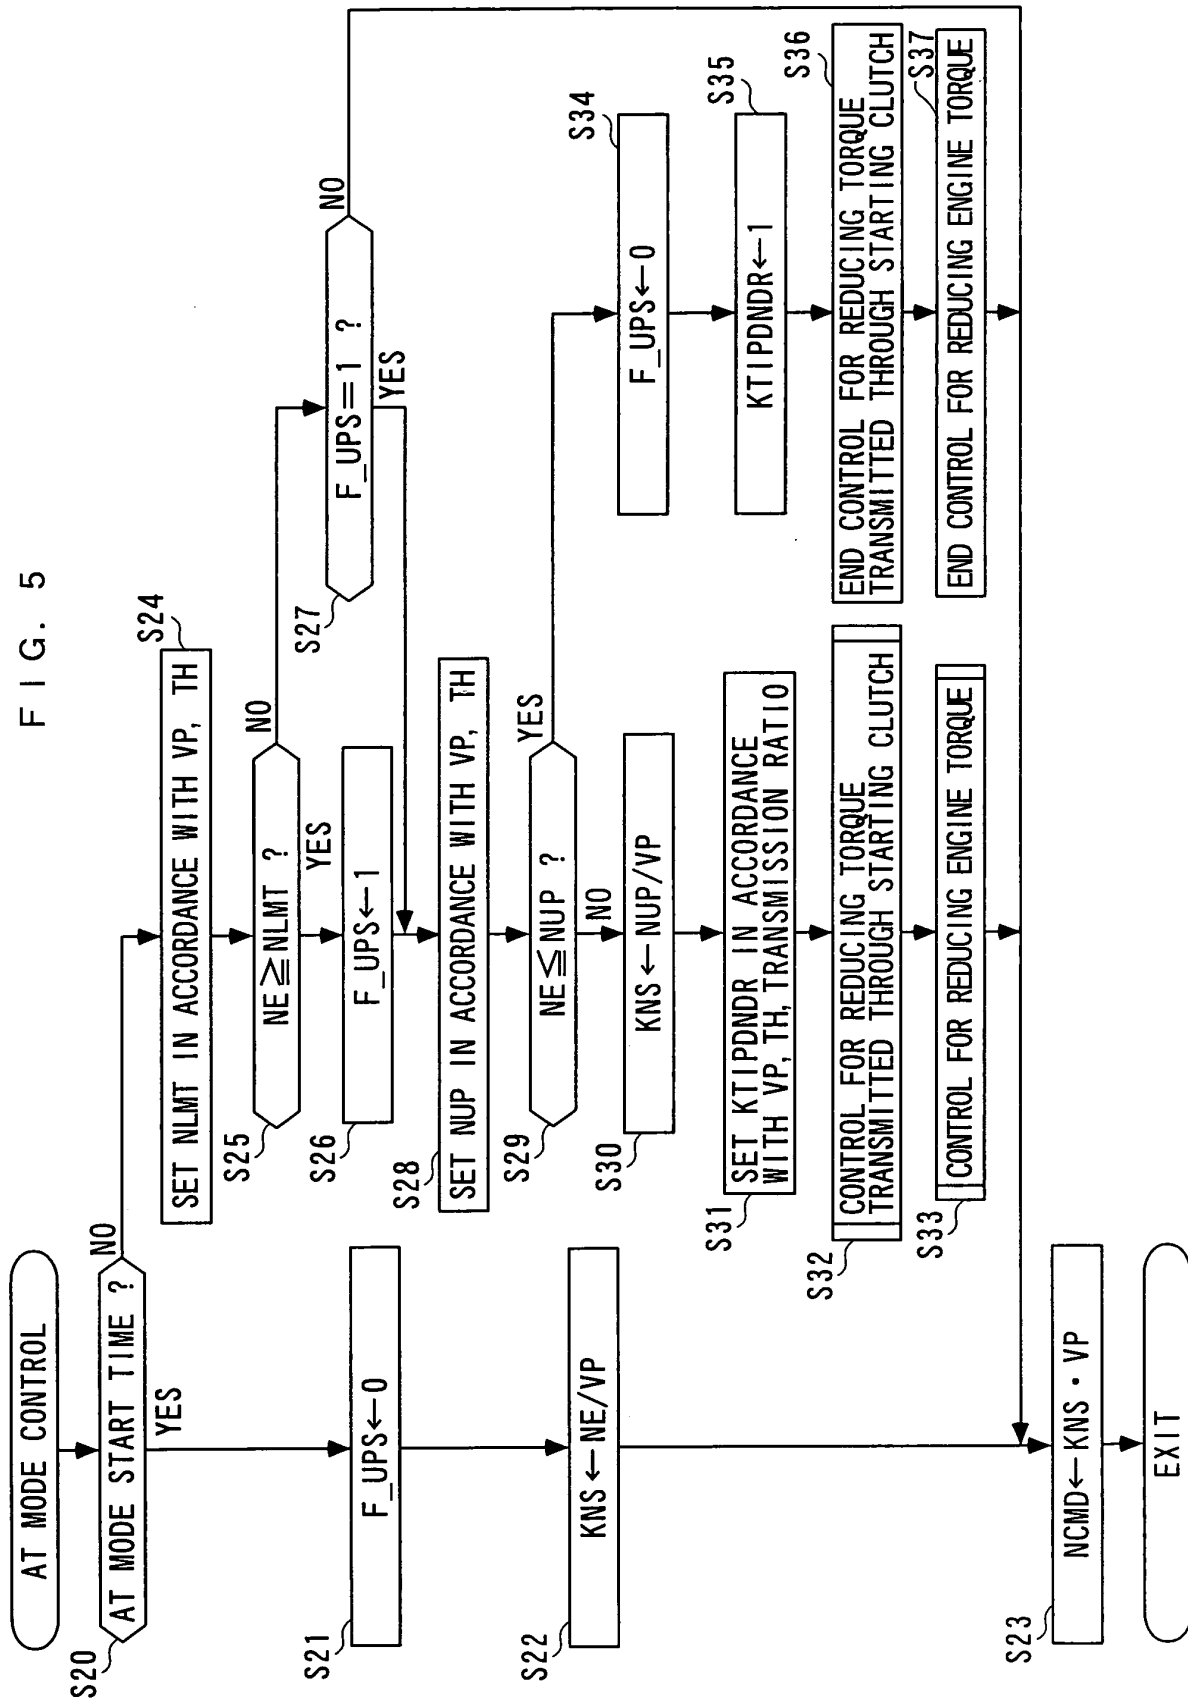 FIG. 5
AT MODE CONTROL
S20
AT MODE START TIME ?
YES
NO
S21
F_UPS←0
S22
KNS←NE/VP
S23
NCMD←KNS・VP
EXIT
S24
SET NLMT IN ACCORDANCE WITH VP, TH
S25
NE≧NLMT ?
NO
YES
S26
F_UPS←1
S27
F_UPS=1 ?
NO
YES
S28
SET NUP IN ACCORDANCE WITH VP, TH
S29
NE≦NUP ?
YES
NO
S30
KNS←NUP/VP
S31
SET KTIPDNDR IN ACCORDANCE
WITH VP, TH, TRANSMISSION RATIO
S32
CONTROL FOR REDUCING TORQUE
TRANSMITTED THROUGH STARTING CLUTCH
S33
CONTROL FOR REDUCING ENGINE TORQUE
S34
F_UPS←0
S35
KTIPDNDR←1
S36
END CONTROL FOR REDUCING TORQUE
TRANSMITTED THROUGH STARTING CLUTCH
S37
END CONTROL FOR REDUCING ENGINE TORQUE